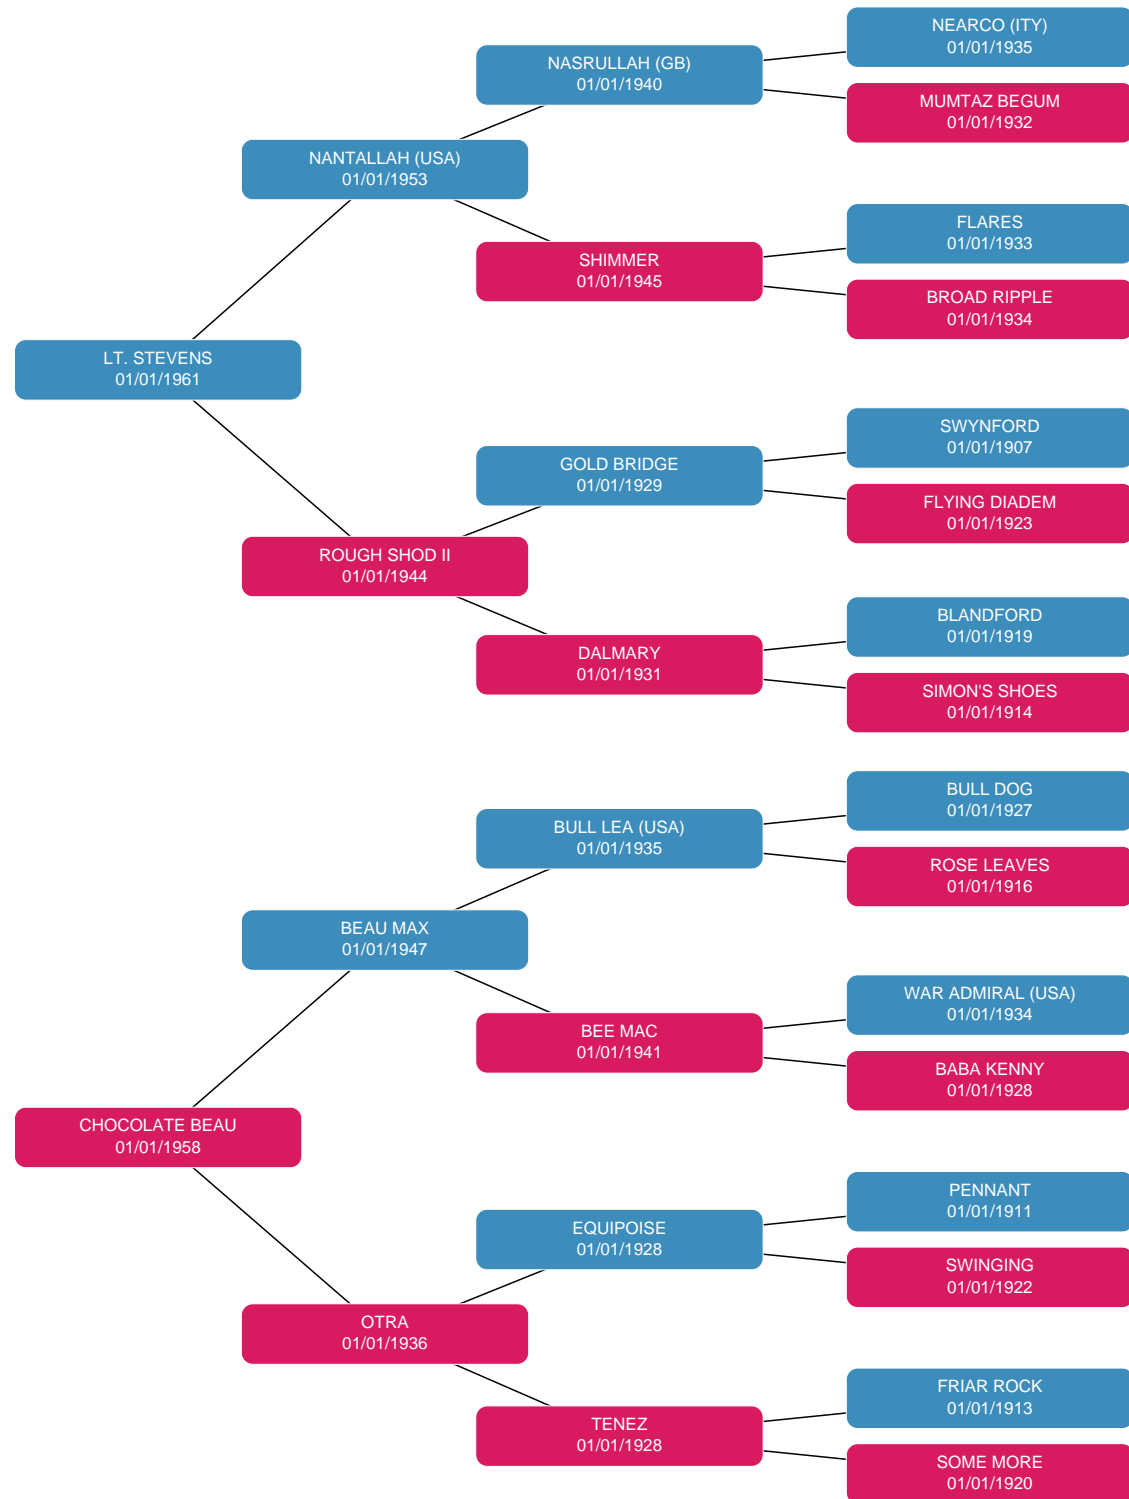 NEARCO (ITY)
01/01/1935
NASRULLAH (GB)
01/01/1940
MUMTAZ BEGUM
01/01/1932
NANTALLAH (USA)
01/01/1953
FLARES
01/01/1933
SHIMMER
01/01/1945
BROAD RIPPLE
01/01/1934
LT. STEVENS
01/01/1961
SWYNFORD
01/01/1907
GOLD BRIDGE
01/01/1929
FLYING DIADEM
01/01/1923
ROUGH SHOD II
01/01/1944
BLANDFORD
01/01/1919
DALMARY
01/01/1931
SIMON'S SHOES
01/01/1914
BULL DOG
01/01/1927
BULL LEA (USA)
01/01/1935
ROSE LEAVES
01/01/1916
BEAU MAX
01/01/1947
WAR ADMIRAL (USA)
01/01/1934
BEE MAC
01/01/1941
BABA KENNY
01/01/1928
CHOCOLATE BEAU
01/01/1958
PENNANT
01/01/1911
EQUIPOISE
01/01/1928
SWINGING
01/01/1922
OTRA
01/01/1936
FRIAR ROCK
01/01/1913
TENEZ
01/01/1928
SOME MORE
01/01/1920